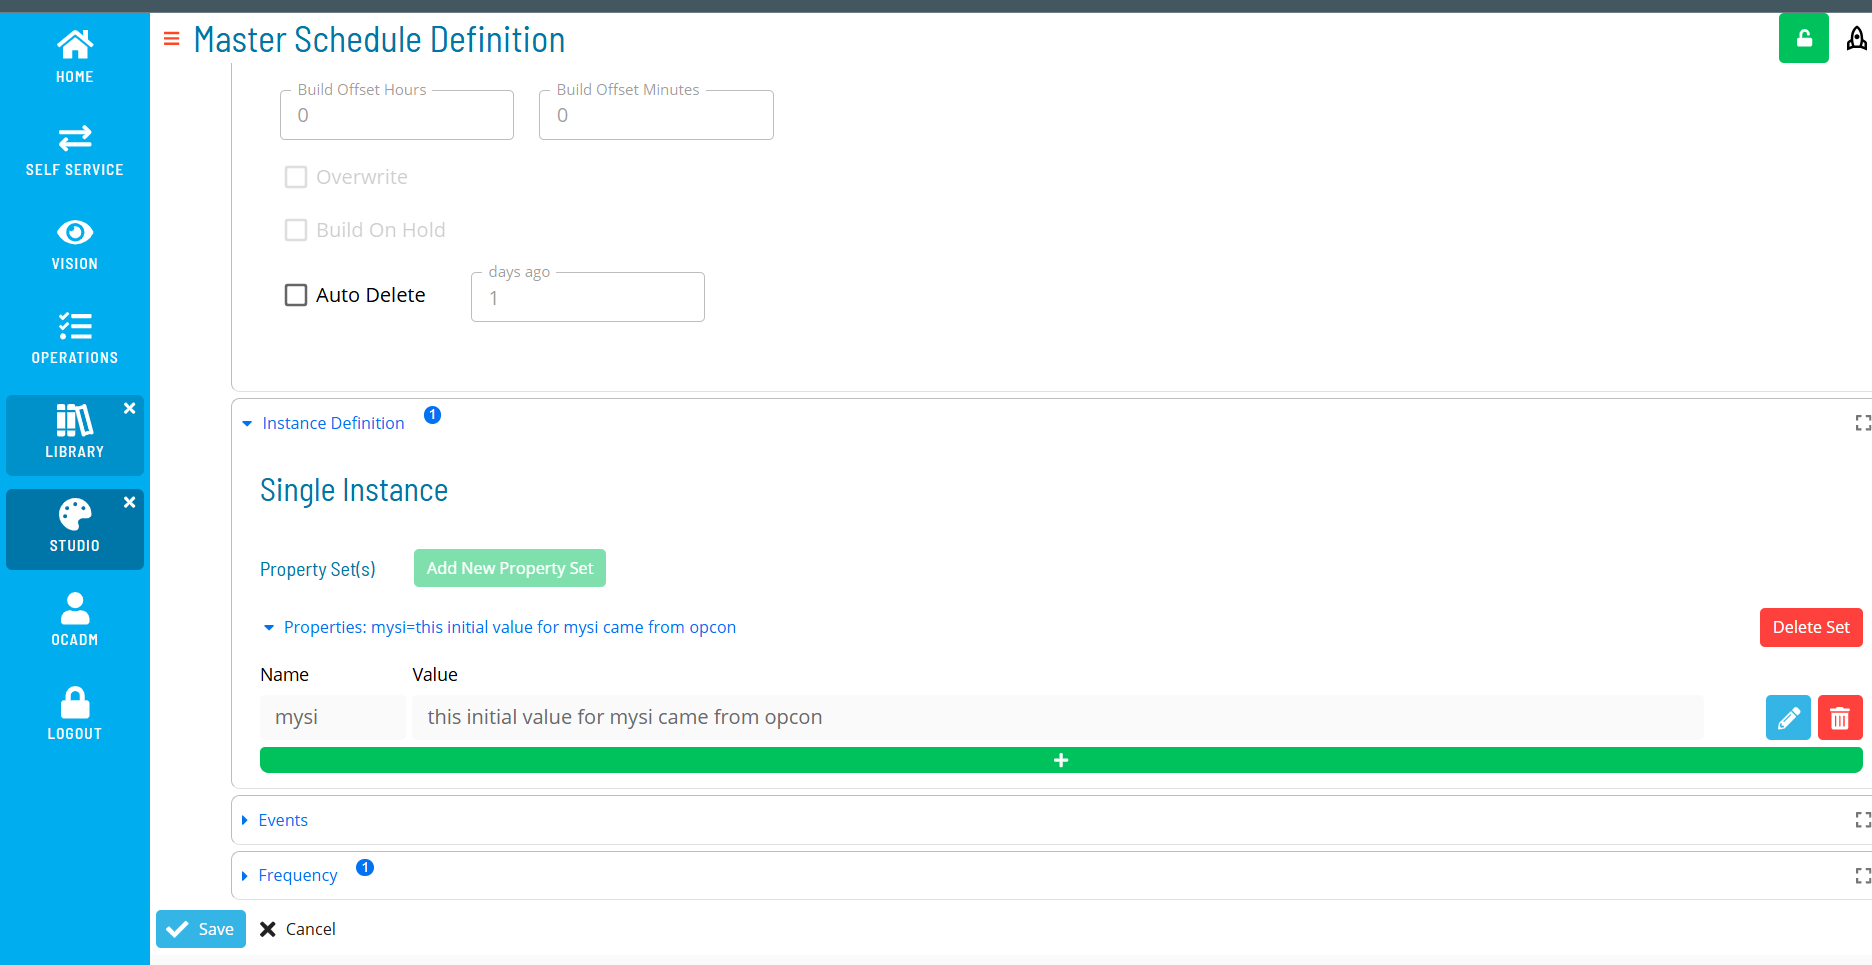 HOME
SELF SERVICE
VISION
OPERATIONS
LIBRARY
STUDIO
OCADM
LOGOUT
Master Schedule Definition
Build Offset Hours
0
Build Offset Minutes
0
Overwrite
Build On Hold
Auto Delete
days ago
1
Instance Definition 1
Single Instance
Property Set(s)
Add New Property Set
Properties: mysi=this initial value for mysi came from opcon
Delete Set
Name Value
mysi this initial value for mysi came from opcon
Events
Frequency 1
Save Cancel